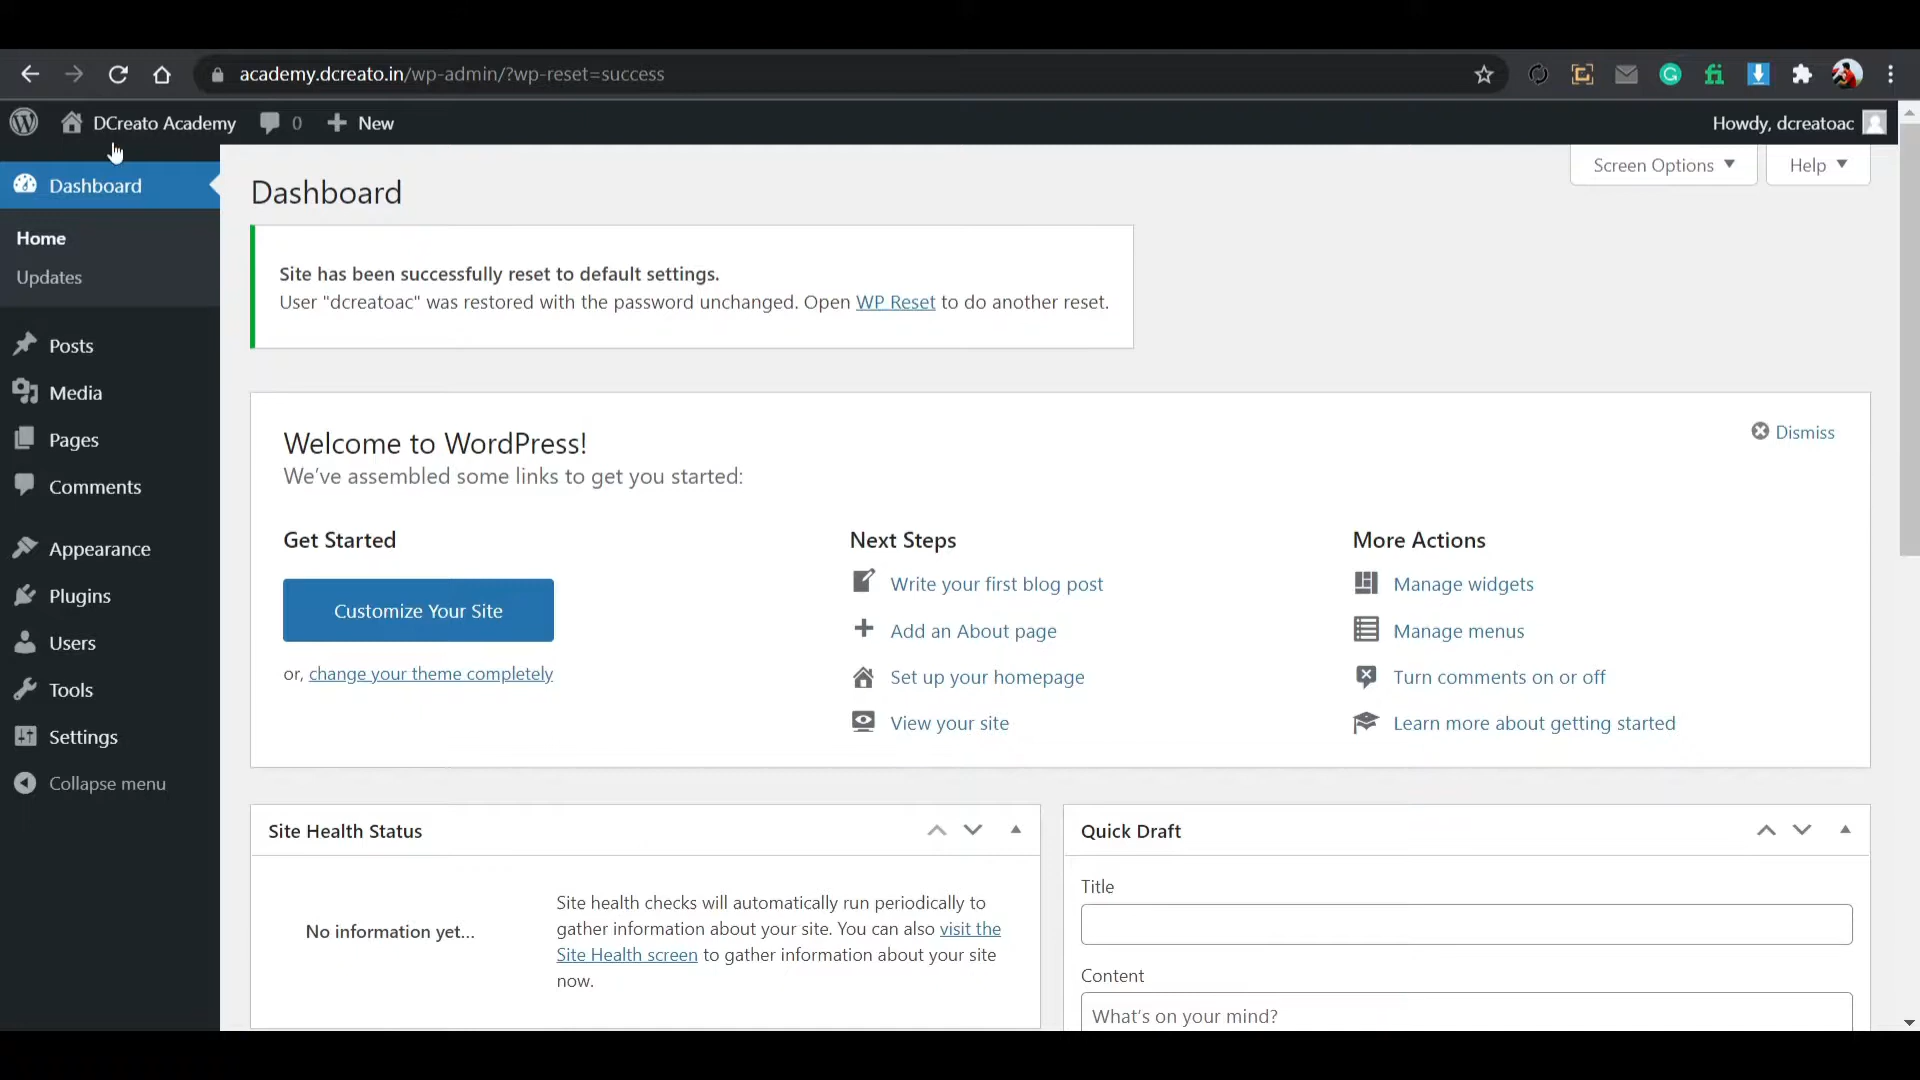 academy.dcreato.in/wp-admin/?wp-reset=success
DCreato Academy 0 New Howdy, dcreatoac
Screen Options Help
Dashboard
Home
Updates
Posts
Media
Pages
Comments
Appearance
Plugins
Users
Tools
Settings
Collapse menu
Dashboard
Site has been successfully reset to default settings.
User "dcreatoac" was restored with the password unchanged. Open WP Reset to do another reset.
Welcome to WordPress!
We've assembled some links to get you started:
Dismiss
Get Started
Customize Your Site
or, change your theme completely
Next Steps
Write your first blog post
Add an About page
Set up your homepage
View your site
More Actions
Manage widgets
Manage menus
Turn comments on or off
Learn more about getting started
Site Health Status
No information yet...
Site health checks will automatically run periodically to
gather information about your site. You can also visit the
Site Health screen to gather information about your site
now.
Quick Draft
Title
Content
What's on your mind?